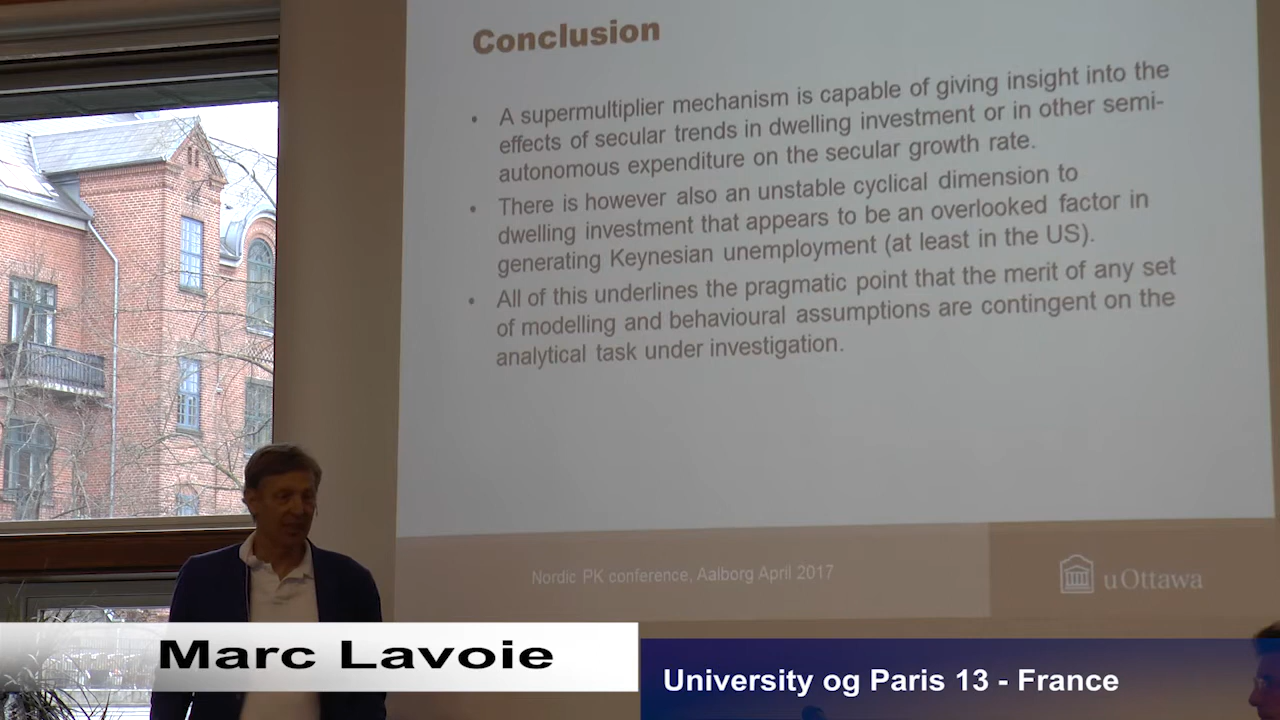 Conclusion
• A supermultiplier mechanism is capable of giving insight into the
effects of secular trends in dwelling investment or in other semi-
autonomous expenditure on the secular growth rate.
• There is however also an unstable cyclical dimension to
dwelling investment that appears to be an overlooked factor in
generating Keynesian unemployment (at least in the US).
• All of this underlines the pragmatic point that the merit of any set
of modelling and behavioural assumptions are contingent on the
analytical task under investigation.
Nordic PK conference, Aalborg April 2017
uOttawa
Marc Lavoie
University og Paris 13 - France